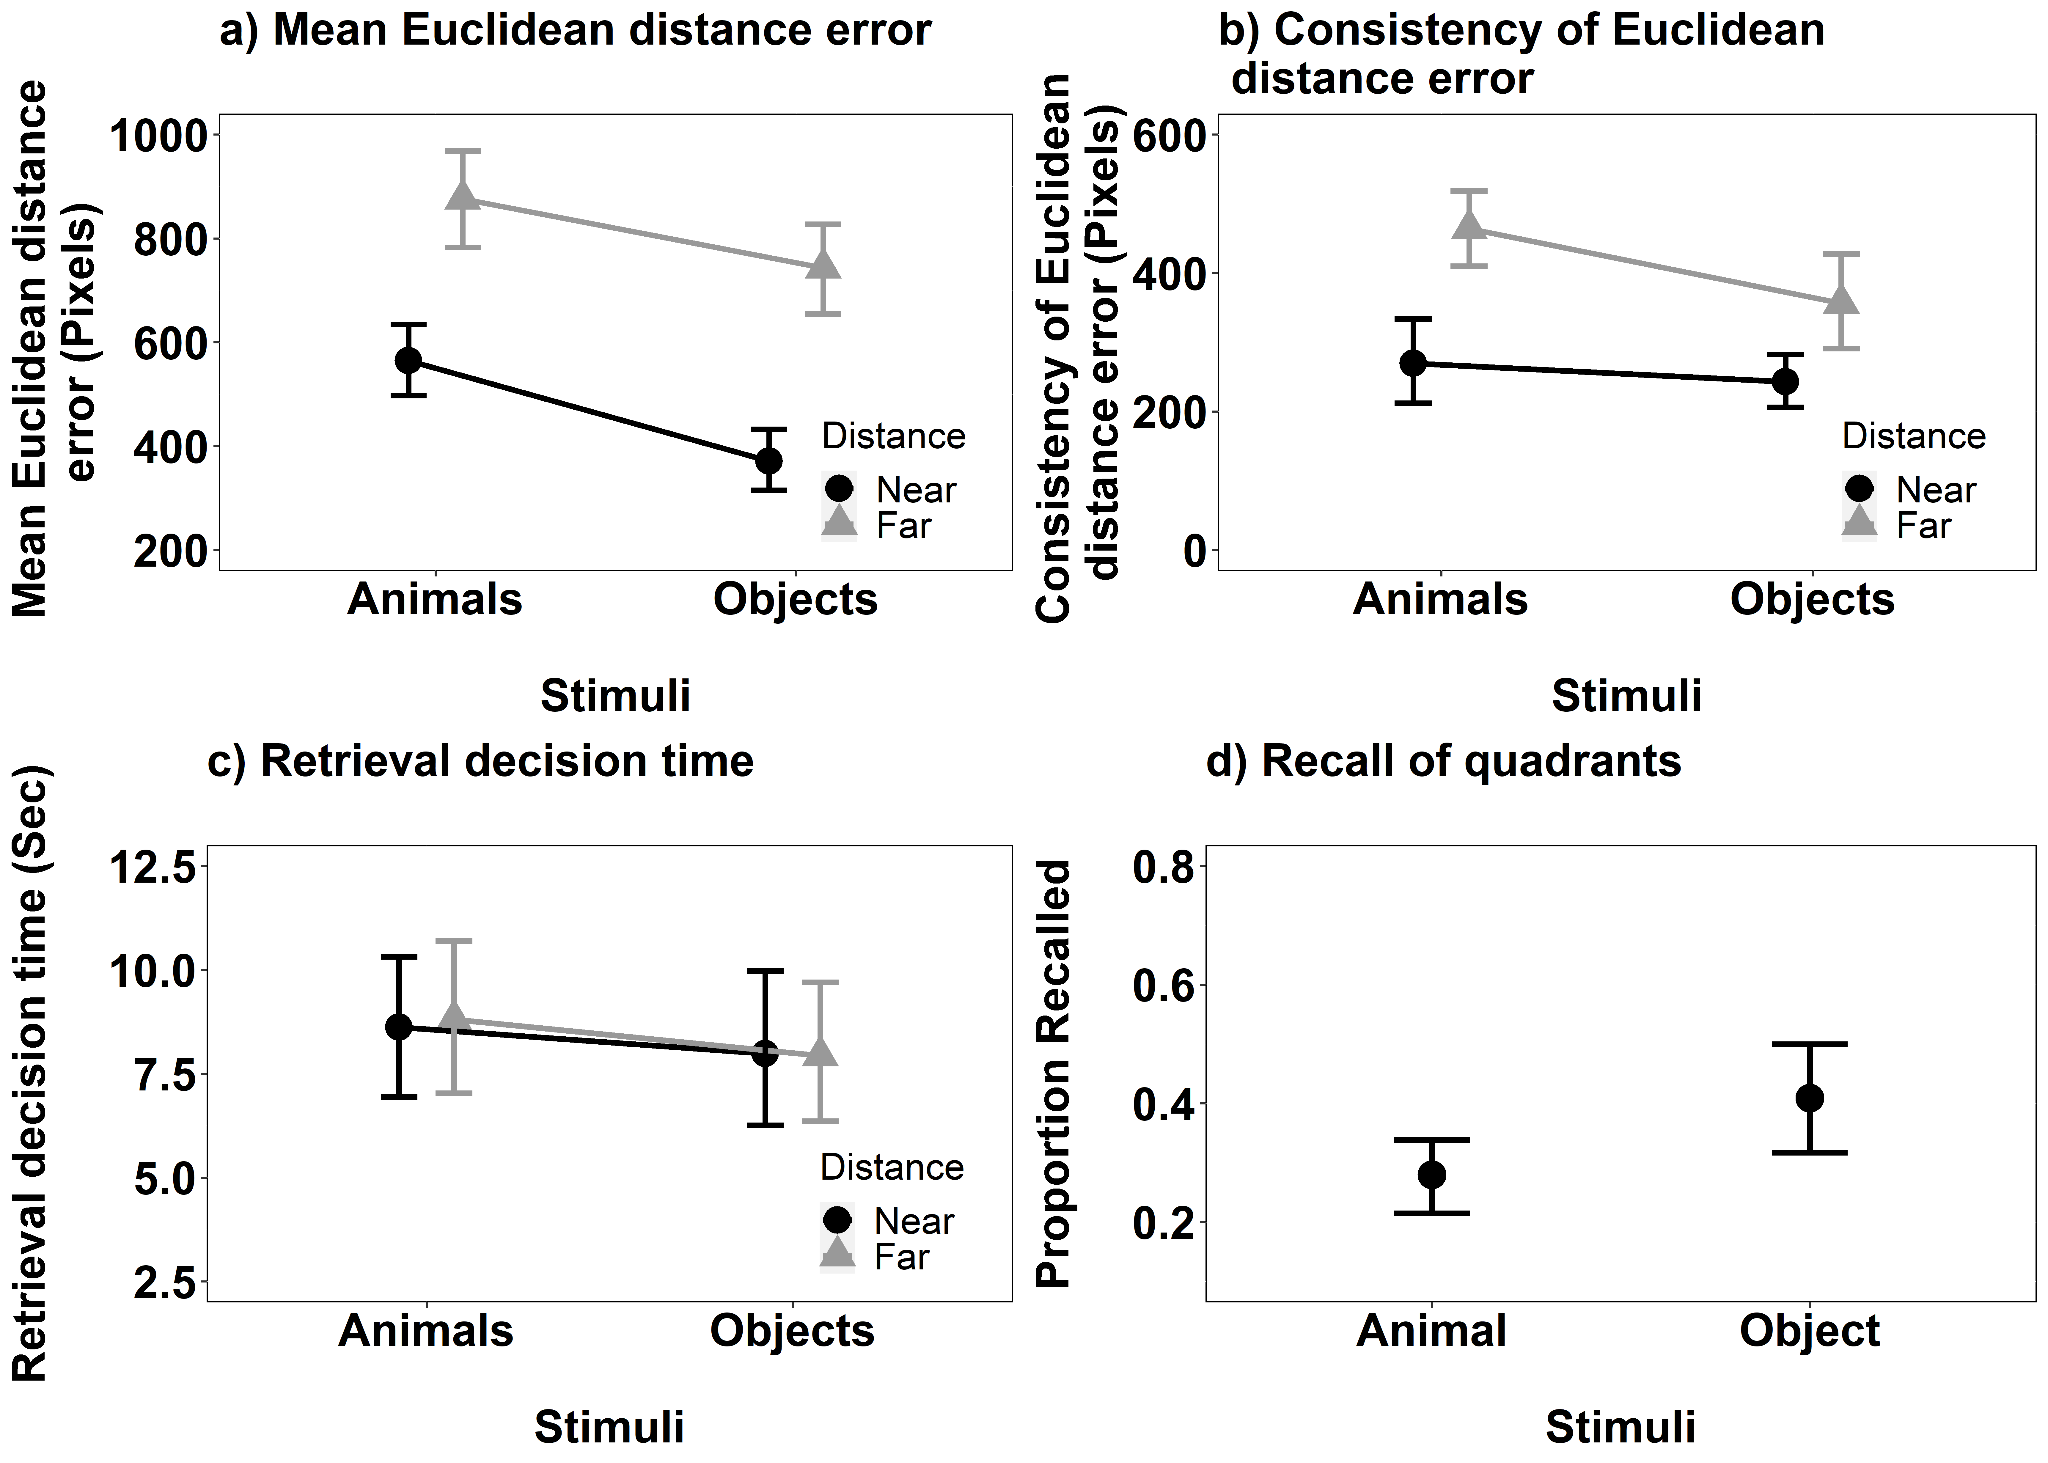 a) Mean Euclidean distance error
Mean Euclidean distance
error (Pixels)
1000
800
600
400
200
Distance
Near
Far
Animals
Objects
Stimuli
b) Consistency of Euclidean
distance error
Consistency of Euclidean
distance error (Pixels)
600
400
200
0
Distance
Near
Far
Animals
Objects
Stimuli
c) Retrieval decision time
Retrieval decision time (Sec)
12.5
10.0
7.5
5.0
2.5
Distance
Near
Far
Animals
Objects
Stimuli
d) Recall of quadrants
Proportion Recalled
0.8
0.6
0.4
0.2
Animal
Object
Stimuli